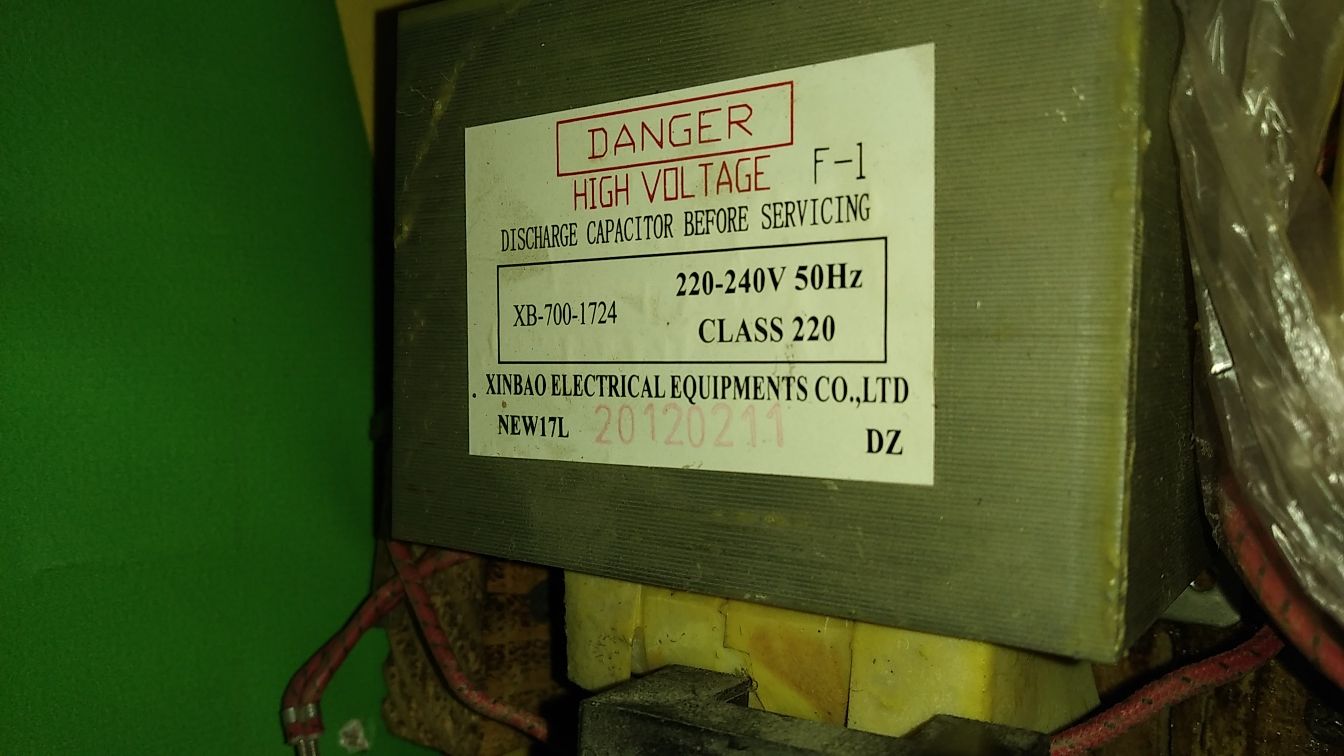 DANGER
HIGH VOLTAGE F-1
DISCHARGE CAPACITOR BEFORE SERVICING
XB-700-1724 220-240V 50Hz
CLASS 220
XINBAO ELECTRICAL EQUIPMENTS CO.,LTD
NEW17L 20120211 DZ